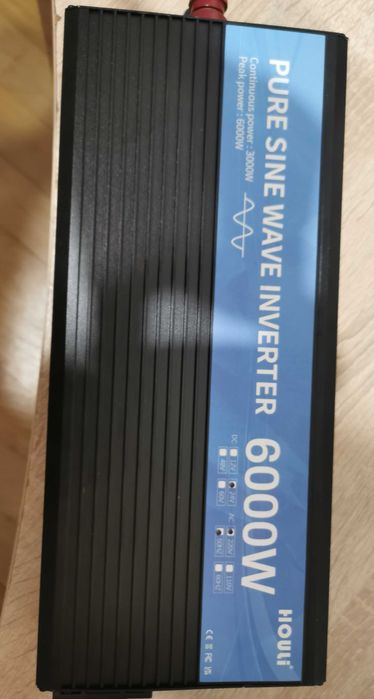 PURE SINE WAVE INVERTER 6000W
Continuous power : 3000W
Peak power : 6000W
DC 12V 24V AC 220V 110V
48V 60V 50HZ 60HZ
HOULI
CE FC